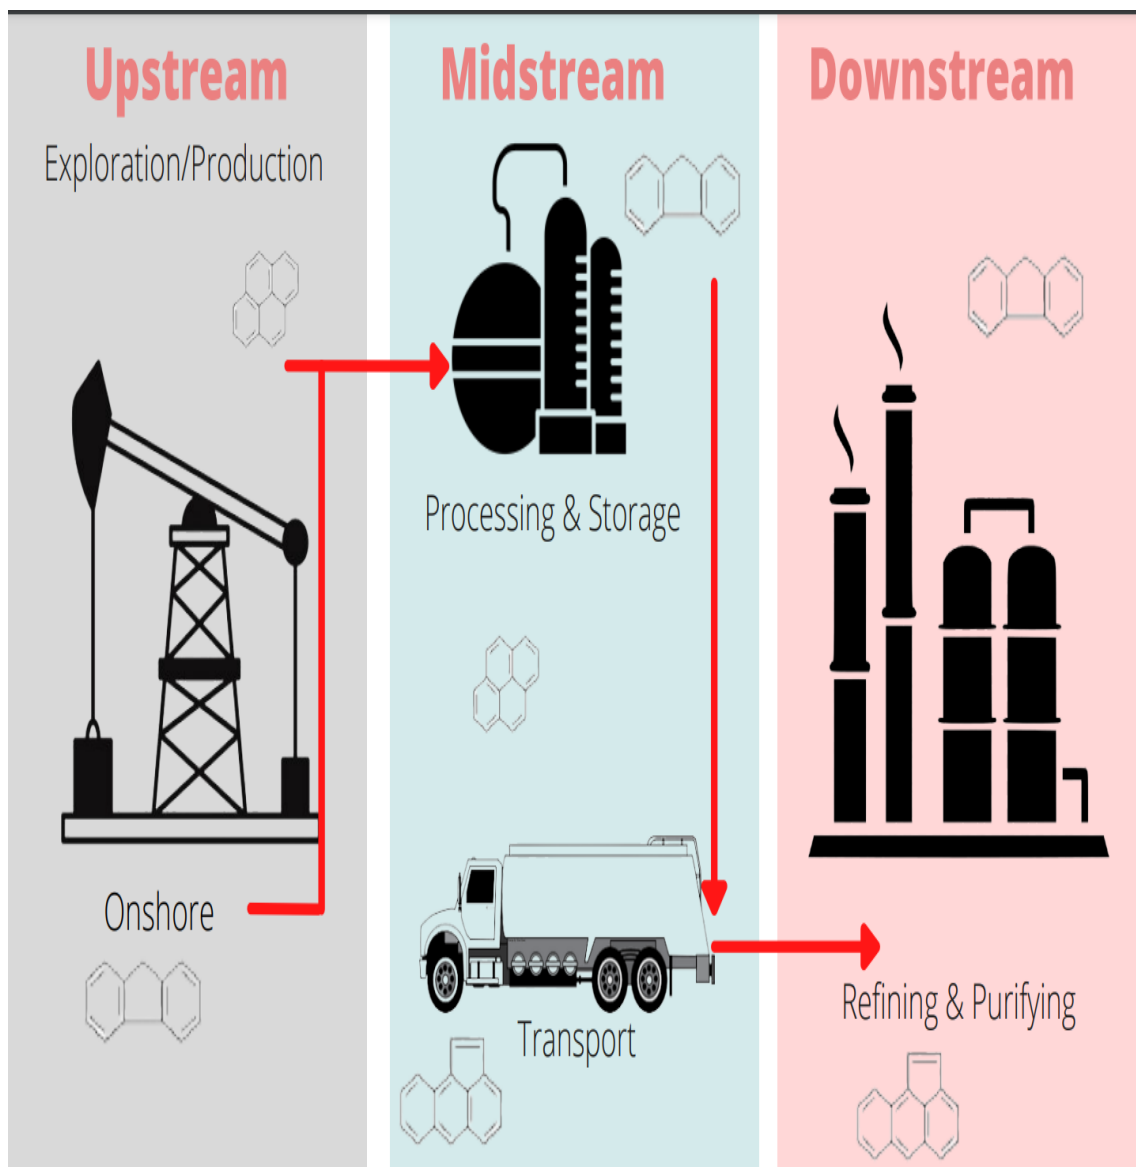 Upstream
Exploration/Production
Onshore
Midstream
Processing & Storage
Transport
Downstream
Refining & Purifying